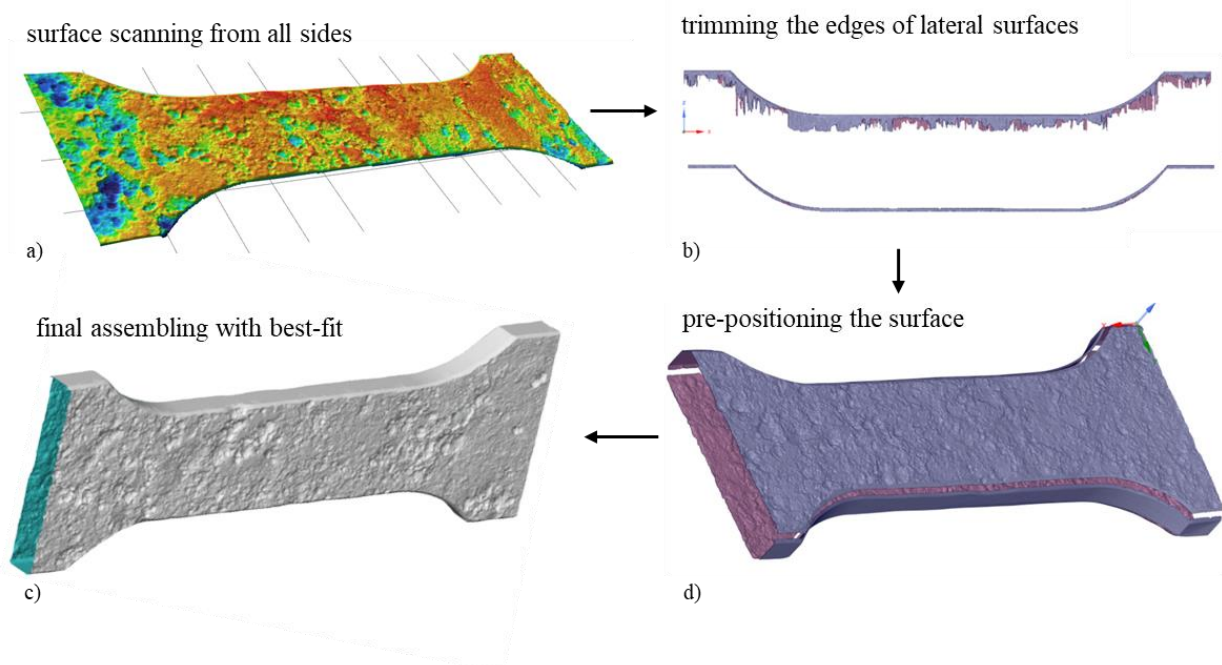 surface scanning from all sides
trimming the edges of lateral surfaces
a)
b)
final assembling with best-fit
pre-positioning the surface
c)
d)